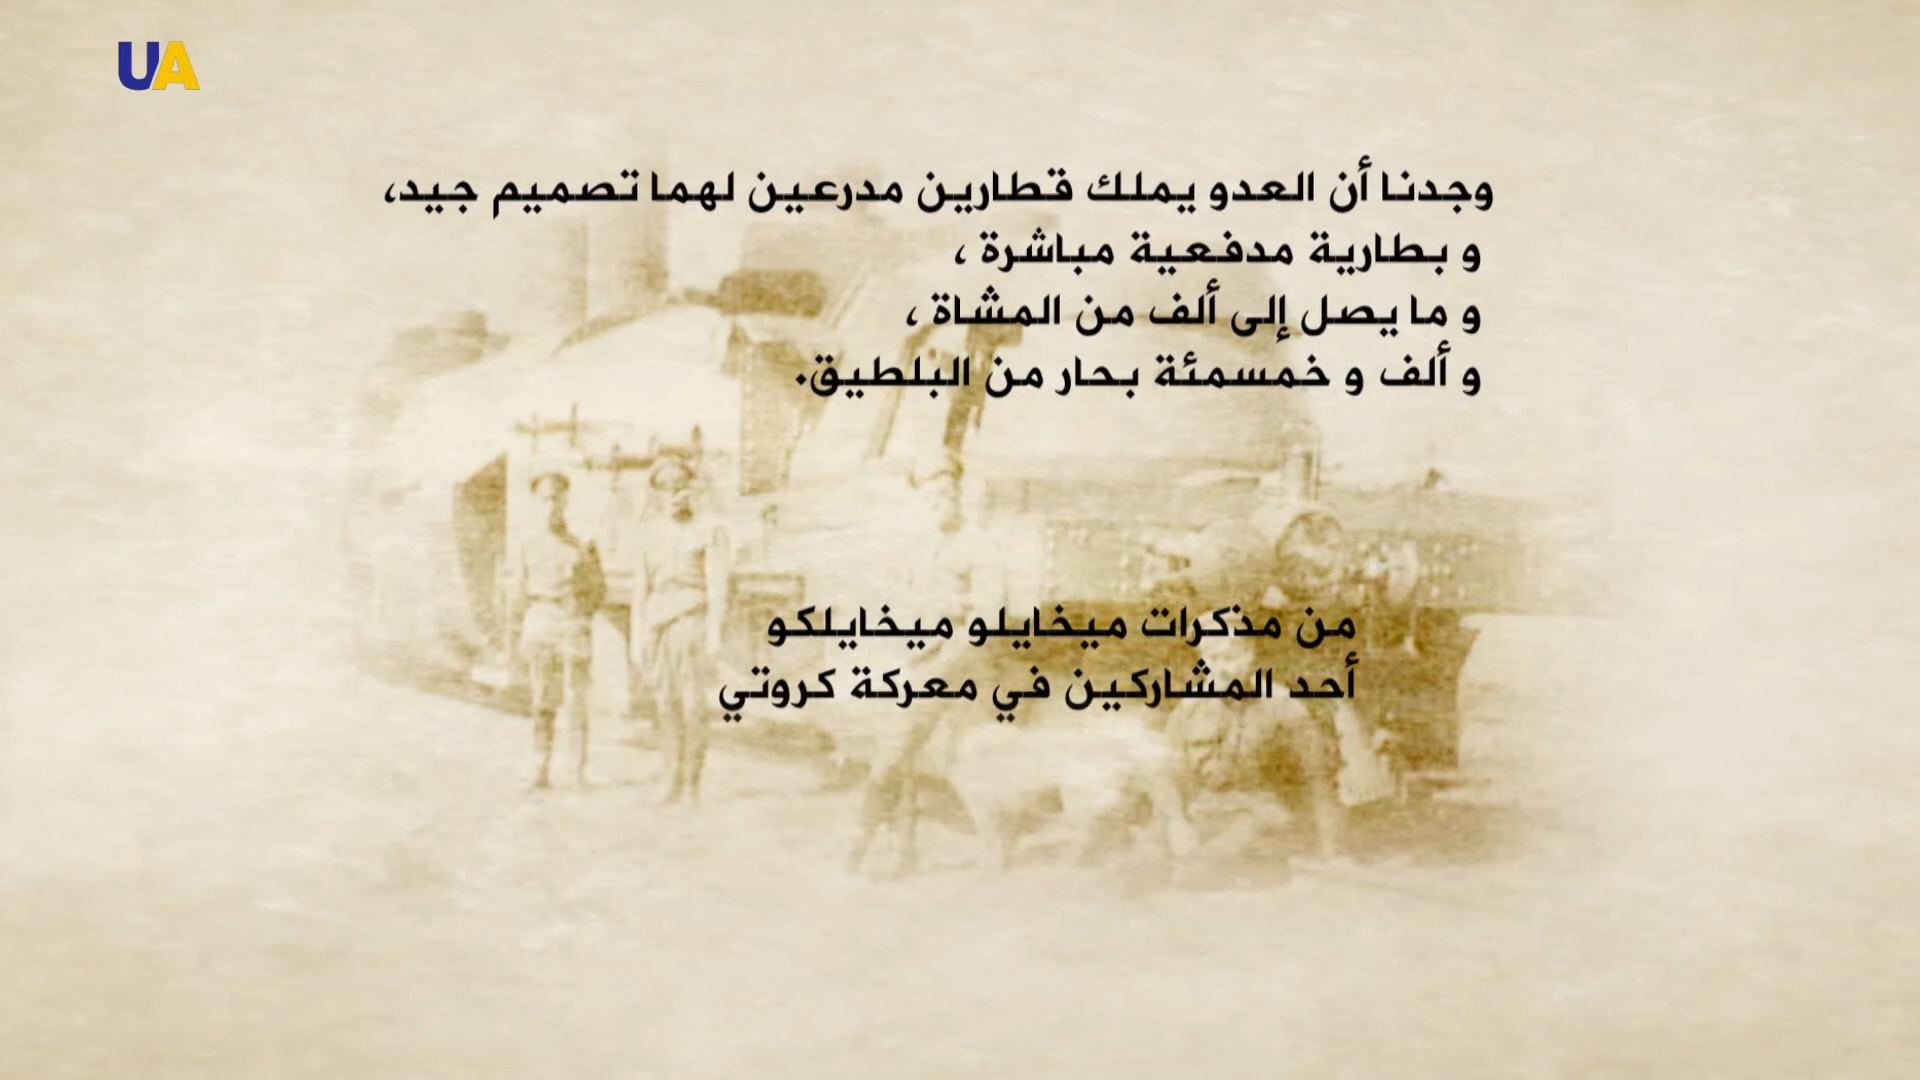 UA
وجدنا أن العدو يملك قطارين مدرعين لهما تصميم جيد،
و بطارية مدفعية مباشرة ،
و ما يصل إلى ألف من المشاة ،
و ألف و خمسمئة بحار من البلطيق.
من مذكرات ميخايلو ميخايلكو
أحد المشاركين في معركة كروتي